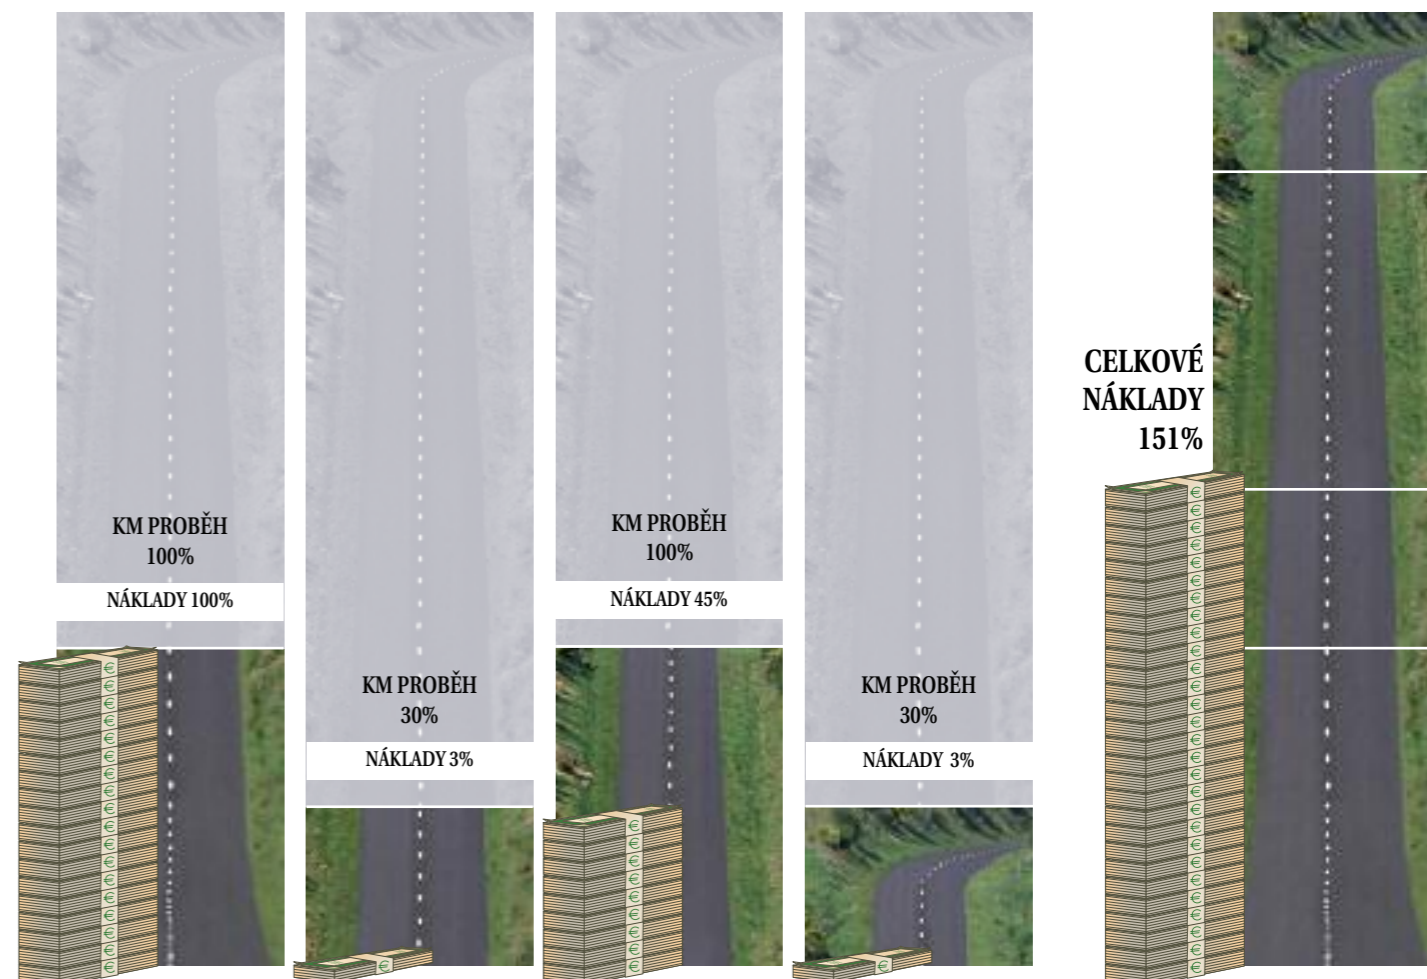 KM PROBĚH
100%
NÁKLADY 100%
KM PROBĚH
30%
NÁKLADY 3%
KM PROBĚH
100%
NÁKLADY 45%
KM PROBĚH
30%
NÁKLADY 3%
CELKOVÉ
NÁKLADY
151%